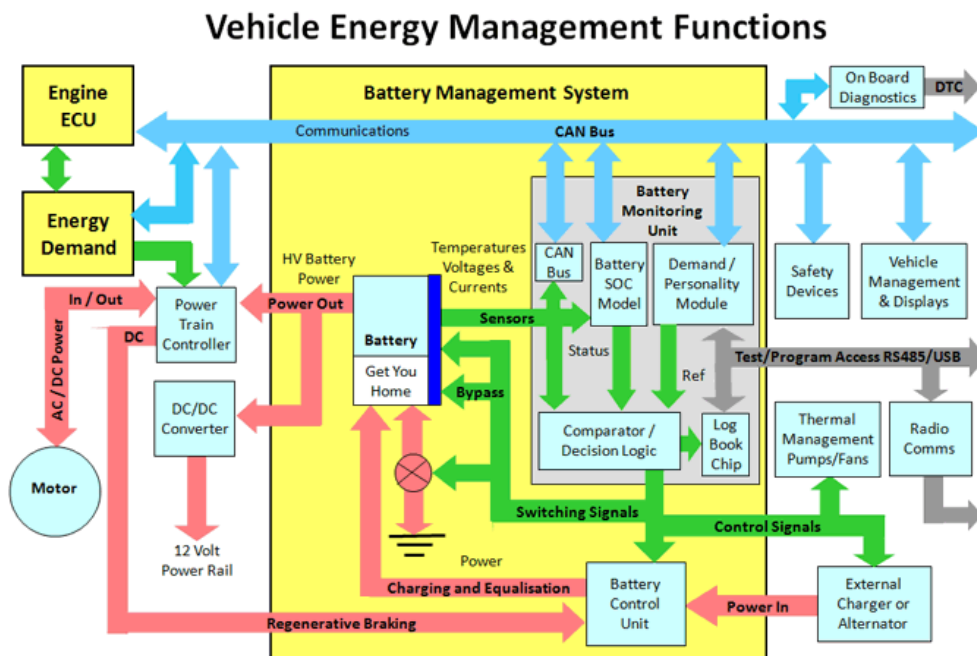 Vehicle Energy Management Functions
Engine
ECU
Battery Management System
On Board
Diagnostics
DTC
Communications
CAN Bus
Energy
Demand
Battery
Monitoring
Unit
HV Battery
Power
Temperatures
Voltages &
Currents
CAN
Bus
Battery
SOC
Model
Demand /
Personality
Module
Safety
Devices
Vehicle
Management
& Displays
In / Out
Power
Train
Controller
Power Out
Sensors
DC
AC / DC Power
Battery
Status
Test/Program Access RS485/USB
Get You
Home
Bypass
Ref
DC/DC
Converter
Comparator /
Decision Logic
Log
Book
Chip
Thermal
Management
Pumps/Fans
Radio
Comms
Motor
Switching Signals
Control Signals
12 Volt
Power Rail
Power
Charging and Equalisation
Battery
Control
Unit
Power In
External
Charger or
Alternator
Regenerative Braking